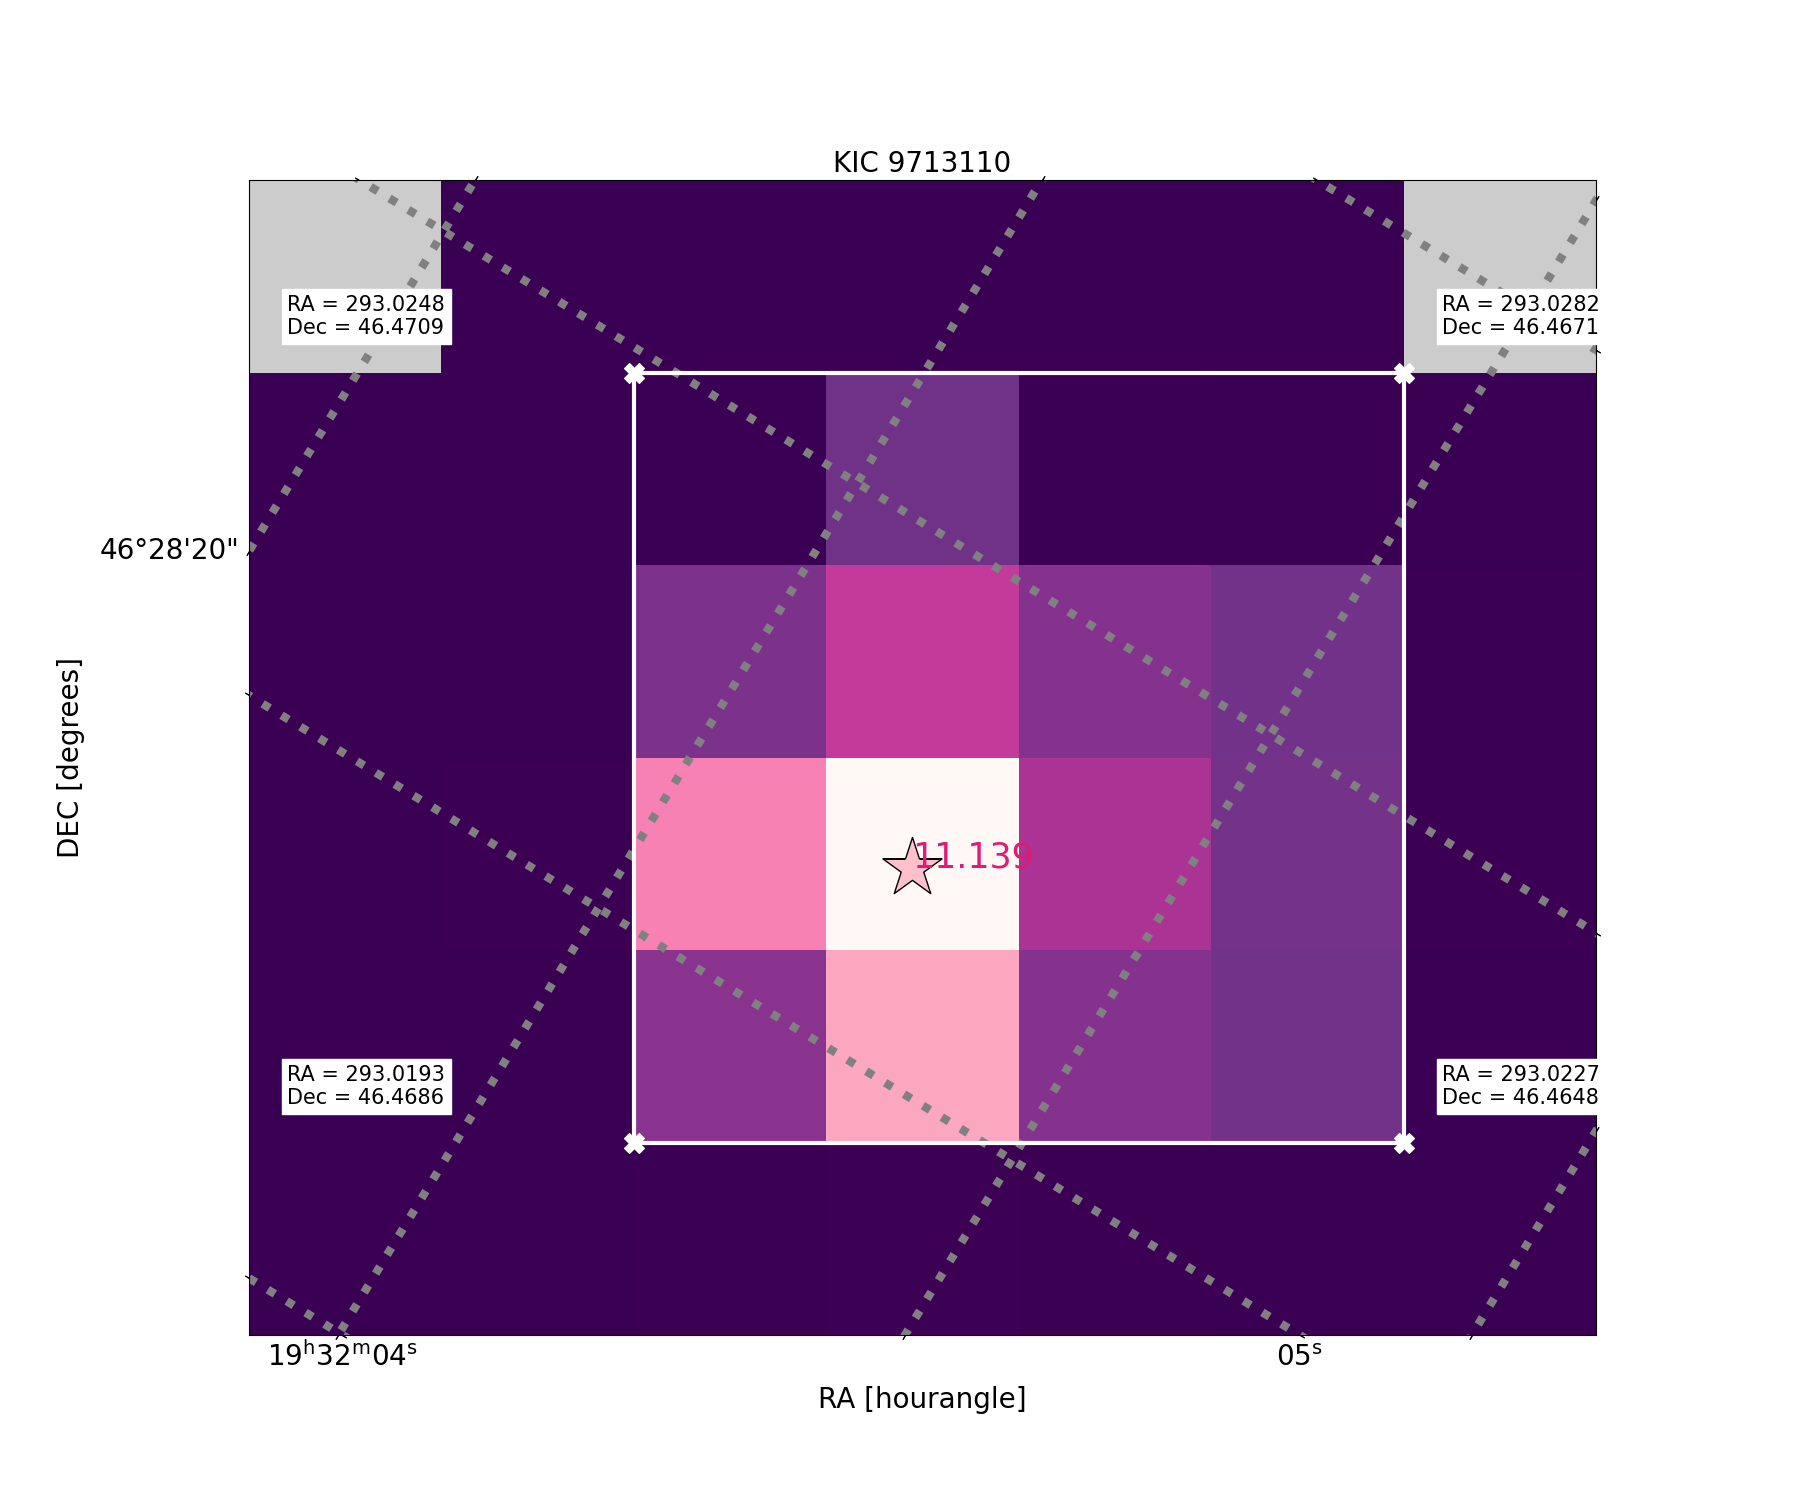 KIC 9713110
RA = 293.0248
Dec = 46.4709
RA = 293.0282
Dec = 46.4671
46°28'20"
DEC [degrees]
11.139
RA = 293.0193
Dec = 46.4686
RA = 293.0227
Dec = 46.4648
19ʰ32ᵐ04ˢ
05ˢ
RA [hourangle]